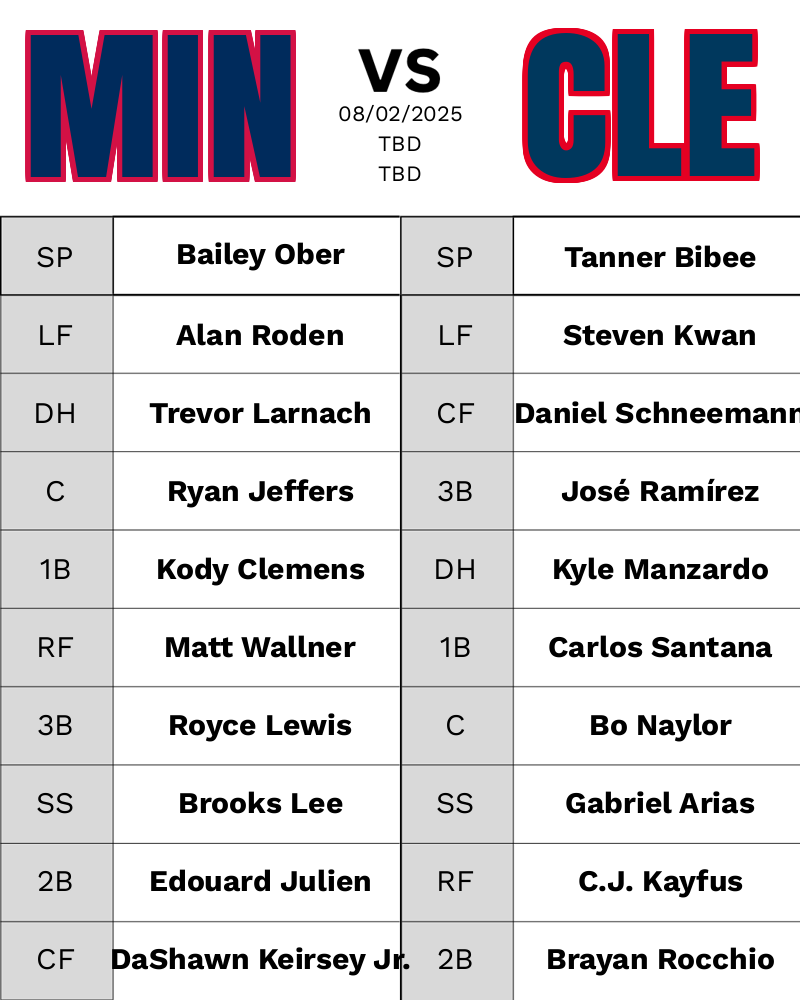 MIN VS CLE
08/02/2025
TBD
TBD
SP Bailey Ober SP Tanner Bibee
LF Alan Roden LF Steven Kwan
DH Trevor Larnach CF Daniel Schneemann
C Ryan Jeffers 3B José Ramírez
1B Kody Clemens DH Kyle Manzardo
RF Matt Wallner 1B Carlos Santana
3B Royce Lewis C Bo Naylor
SS Brooks Lee SS Gabriel Arias
2B Edouard Julien RF C.J. Kayfus
CF DaShawn Keirsey Jr. 2B Brayan Rocchio